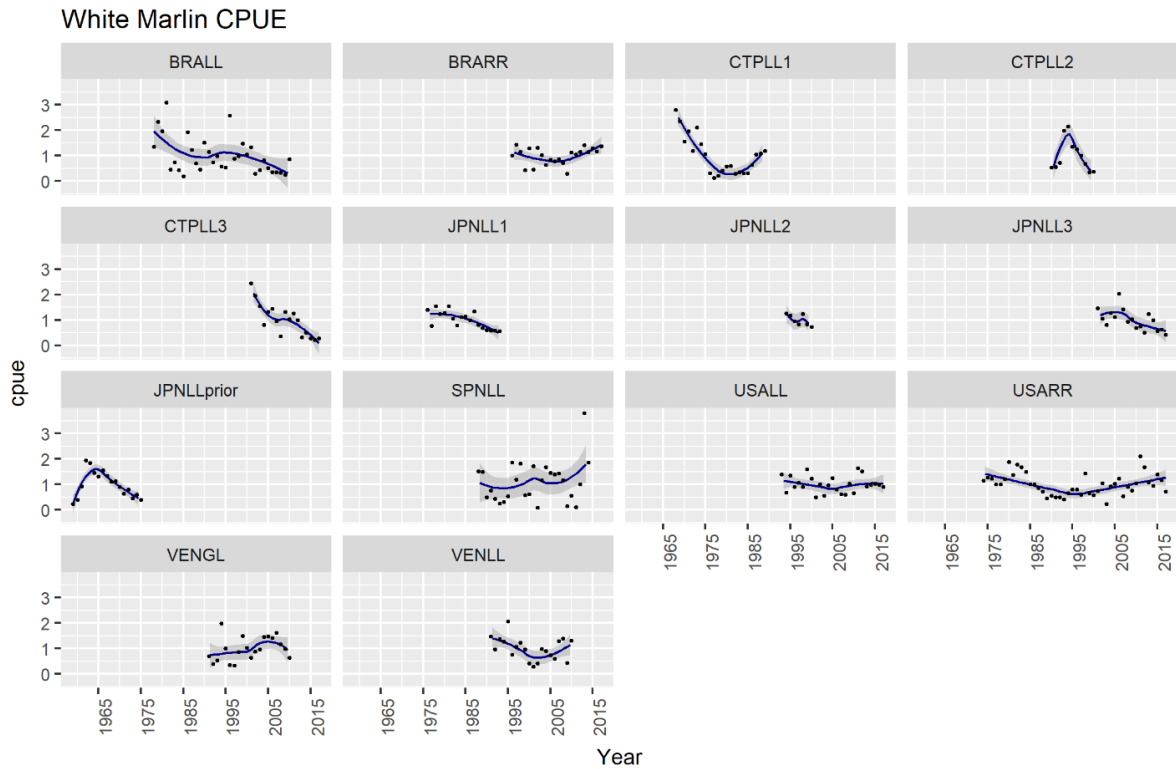 White Marlin CPUE
BRALL BRARR CTPLL1 CTPLL2
3
2
1
0
CTPLL3 JPNLL1 JPNLL2 JPNLL3
3
2
1
0
cpue
JPNLLprior SPNLL USALL USARR
3
2
1
0
1965 1975 1985 1995 2005 2015 1965 1975 1985 1995 2005 2015
VENGL VENLL
3
2
1
0
1965 1975 1985 1995 2005 2015 1965 1975 1985 1995 2005 2015
Year